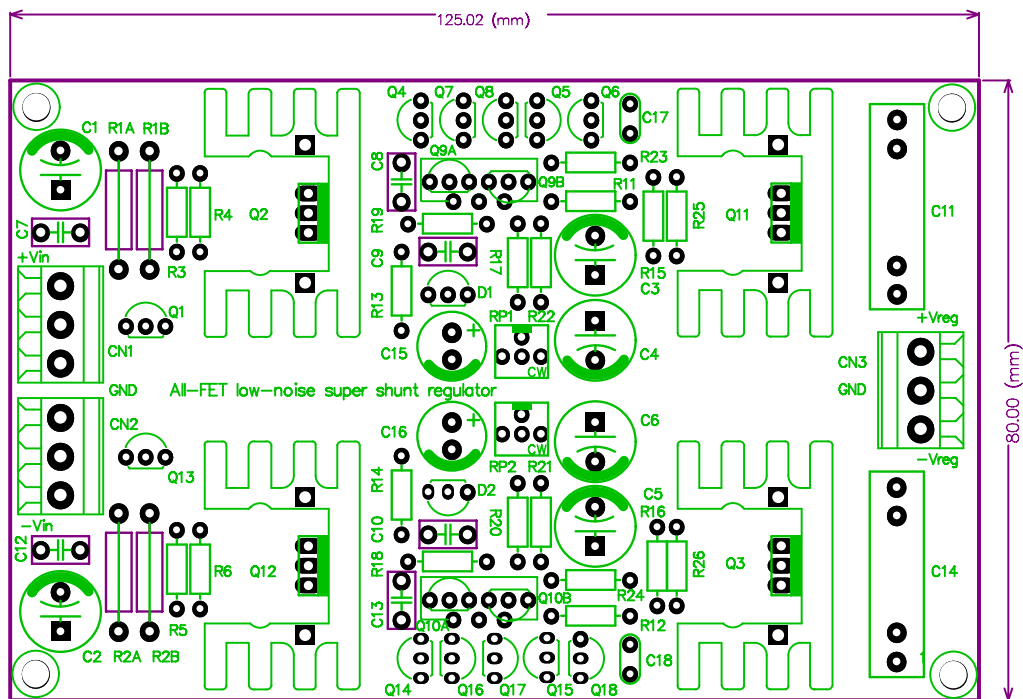 125.02 (mm)
Q4 Q7 Q8 Q5 Q6
C1 R1A R1B C17
C8 Q9A R23
Q9B R11
C7 R4 Q2 R19 R25 Q11 C11
+Vin R3 C9 R17 R15
D1 C3
Q1 R13 RP1 R22 +Vreg
CN1 C15 + CW C4 CN3
GND All-FET low-noise super shunt regulator GND
80.00 (mm)
CN2 C16 + CW C6
Q13 RP2 R21 -Vreg
R14 D2 C5
-Vin C10 R20 R16
C12 R6 Q12 R18 R26 Q3 C14
R5 C13 Q10A Q10B R24
R12
C2 R2A R2B C18 1
Q14 Q16 Q17 Q15 Q18